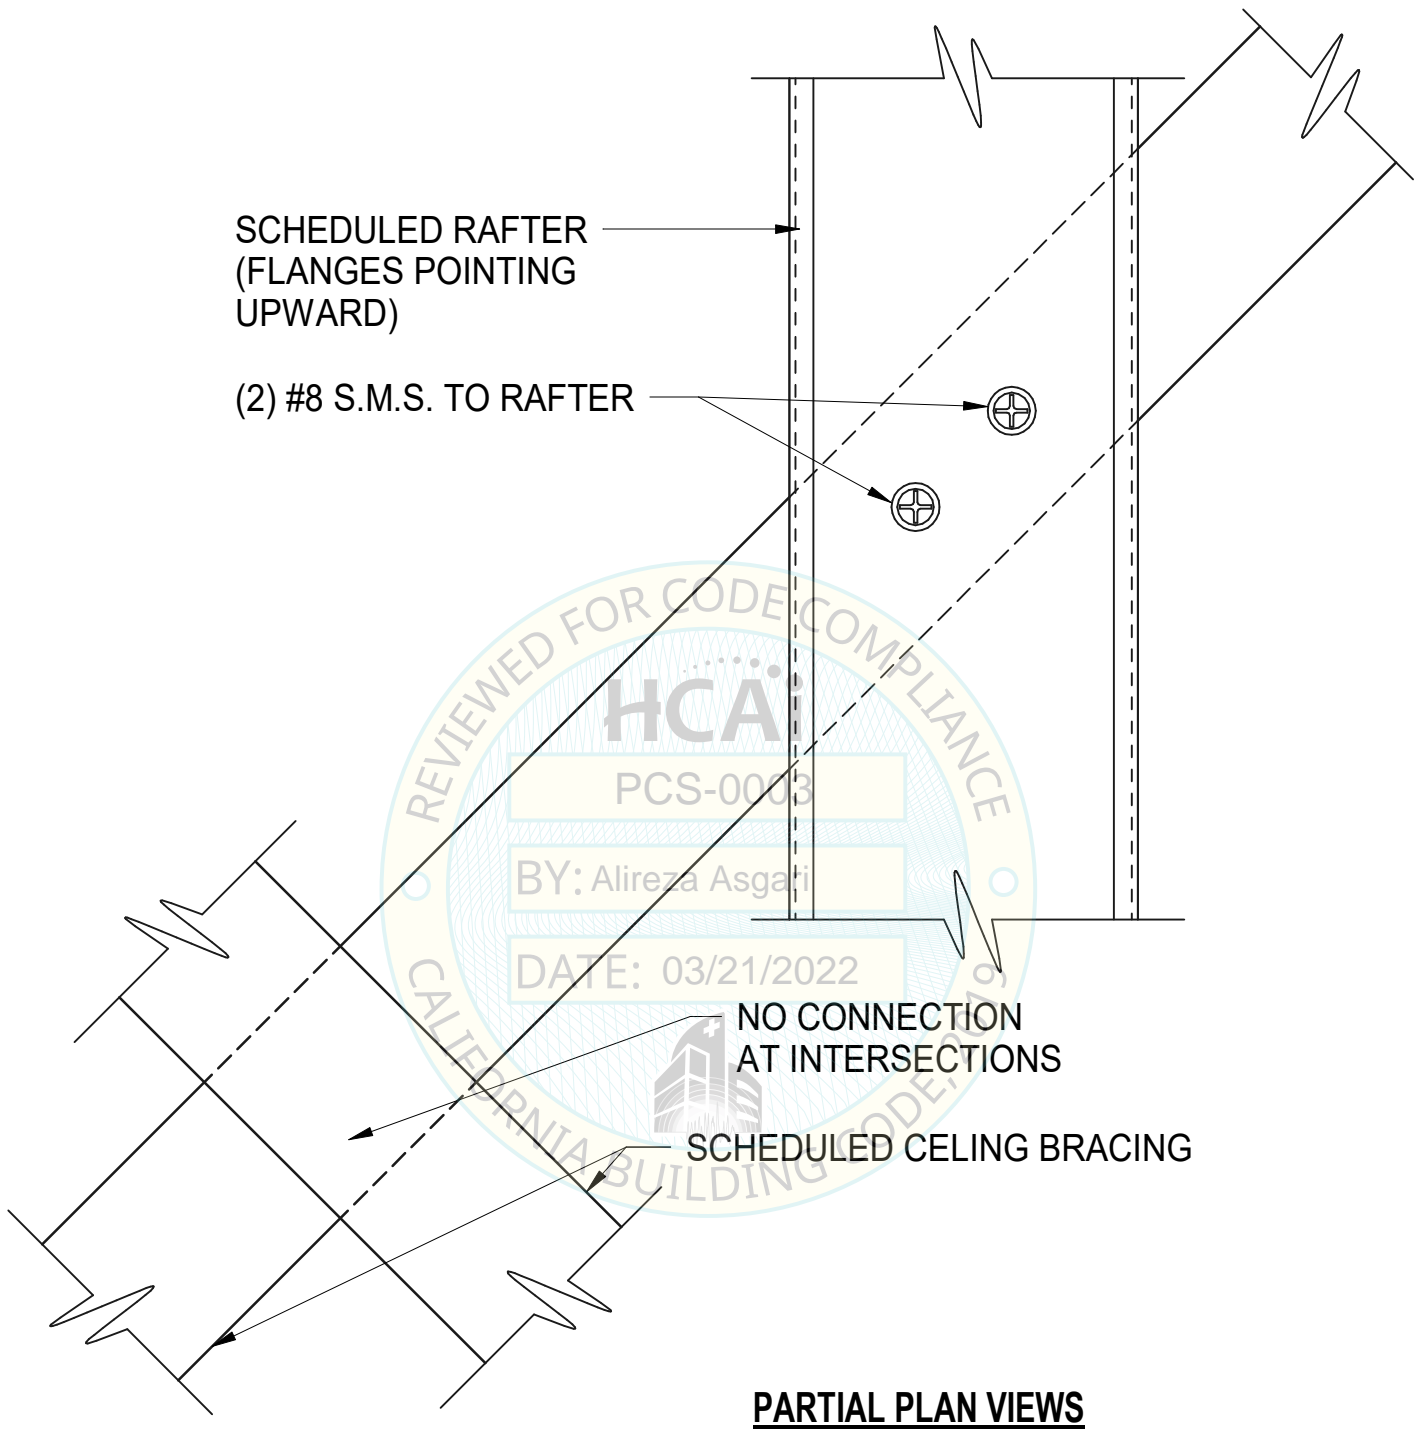 SCHEDULED RAFTER
(FLANGES POINTING
UPWARD)
(2) #8 S.M.S. TO RAFTER
REVIEWED FOR CODE COMPLIANCE
HCAi
PCS-0003
BY: Alireza Asgari
DATE: 03/21/2022
CALIFORNIA BUILDING CODE, 2019
NO CONNECTION
AT INTERSECTIONS
SCHEDULED CELING BRACING
PARTIAL PLAN VIEWS